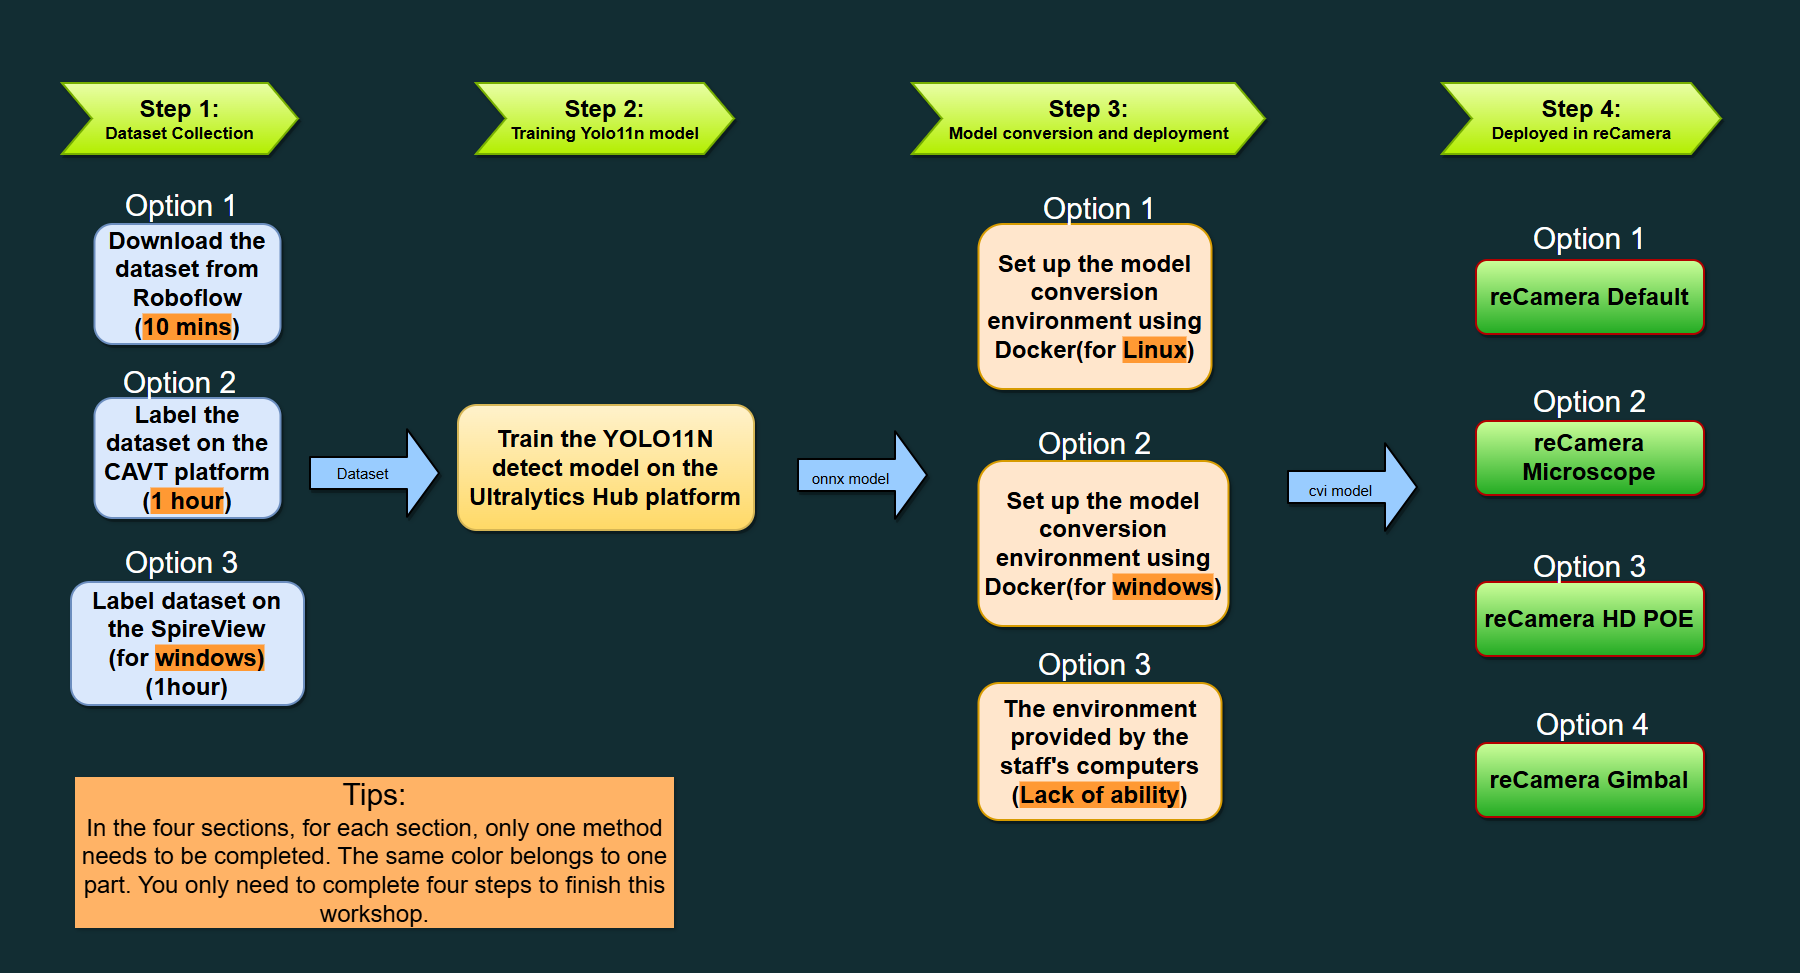 Step 1:
Dataset Collection
Step 2:
Training Yolo11n model
Step 3:
Model conversion and deployment
Step 4:
Deployed in reCamera
Option 1
Download the
dataset from
Roboflow
(10 mins)
Option 2
Label the
dataset on the
CAVT platform
(1 hour)
Option 3
Label dataset on
the SpireView
(for windows)
(1hour)
Dataset
Train the YOLO11N
detect model on the
Ultralytics Hub platform
onnx model
Option 1
Set up the model
conversion
environment using
Docker(for Linux)
Option 2
Set up the model
conversion
environment using
Docker(for windows)
Option 3
The environment
provided by the
staff's computers
(Lack of ability)
cvi model
Option 1
reCamera Default
Option 2
reCamera
Microscope
Option 3
reCamera HD POE
Option 4
reCamera Gimbal
Tips:
In the four sections, for each section, only one method
needs to be completed. The same color belongs to one
part. You only need to complete four steps to finish this
workshop.